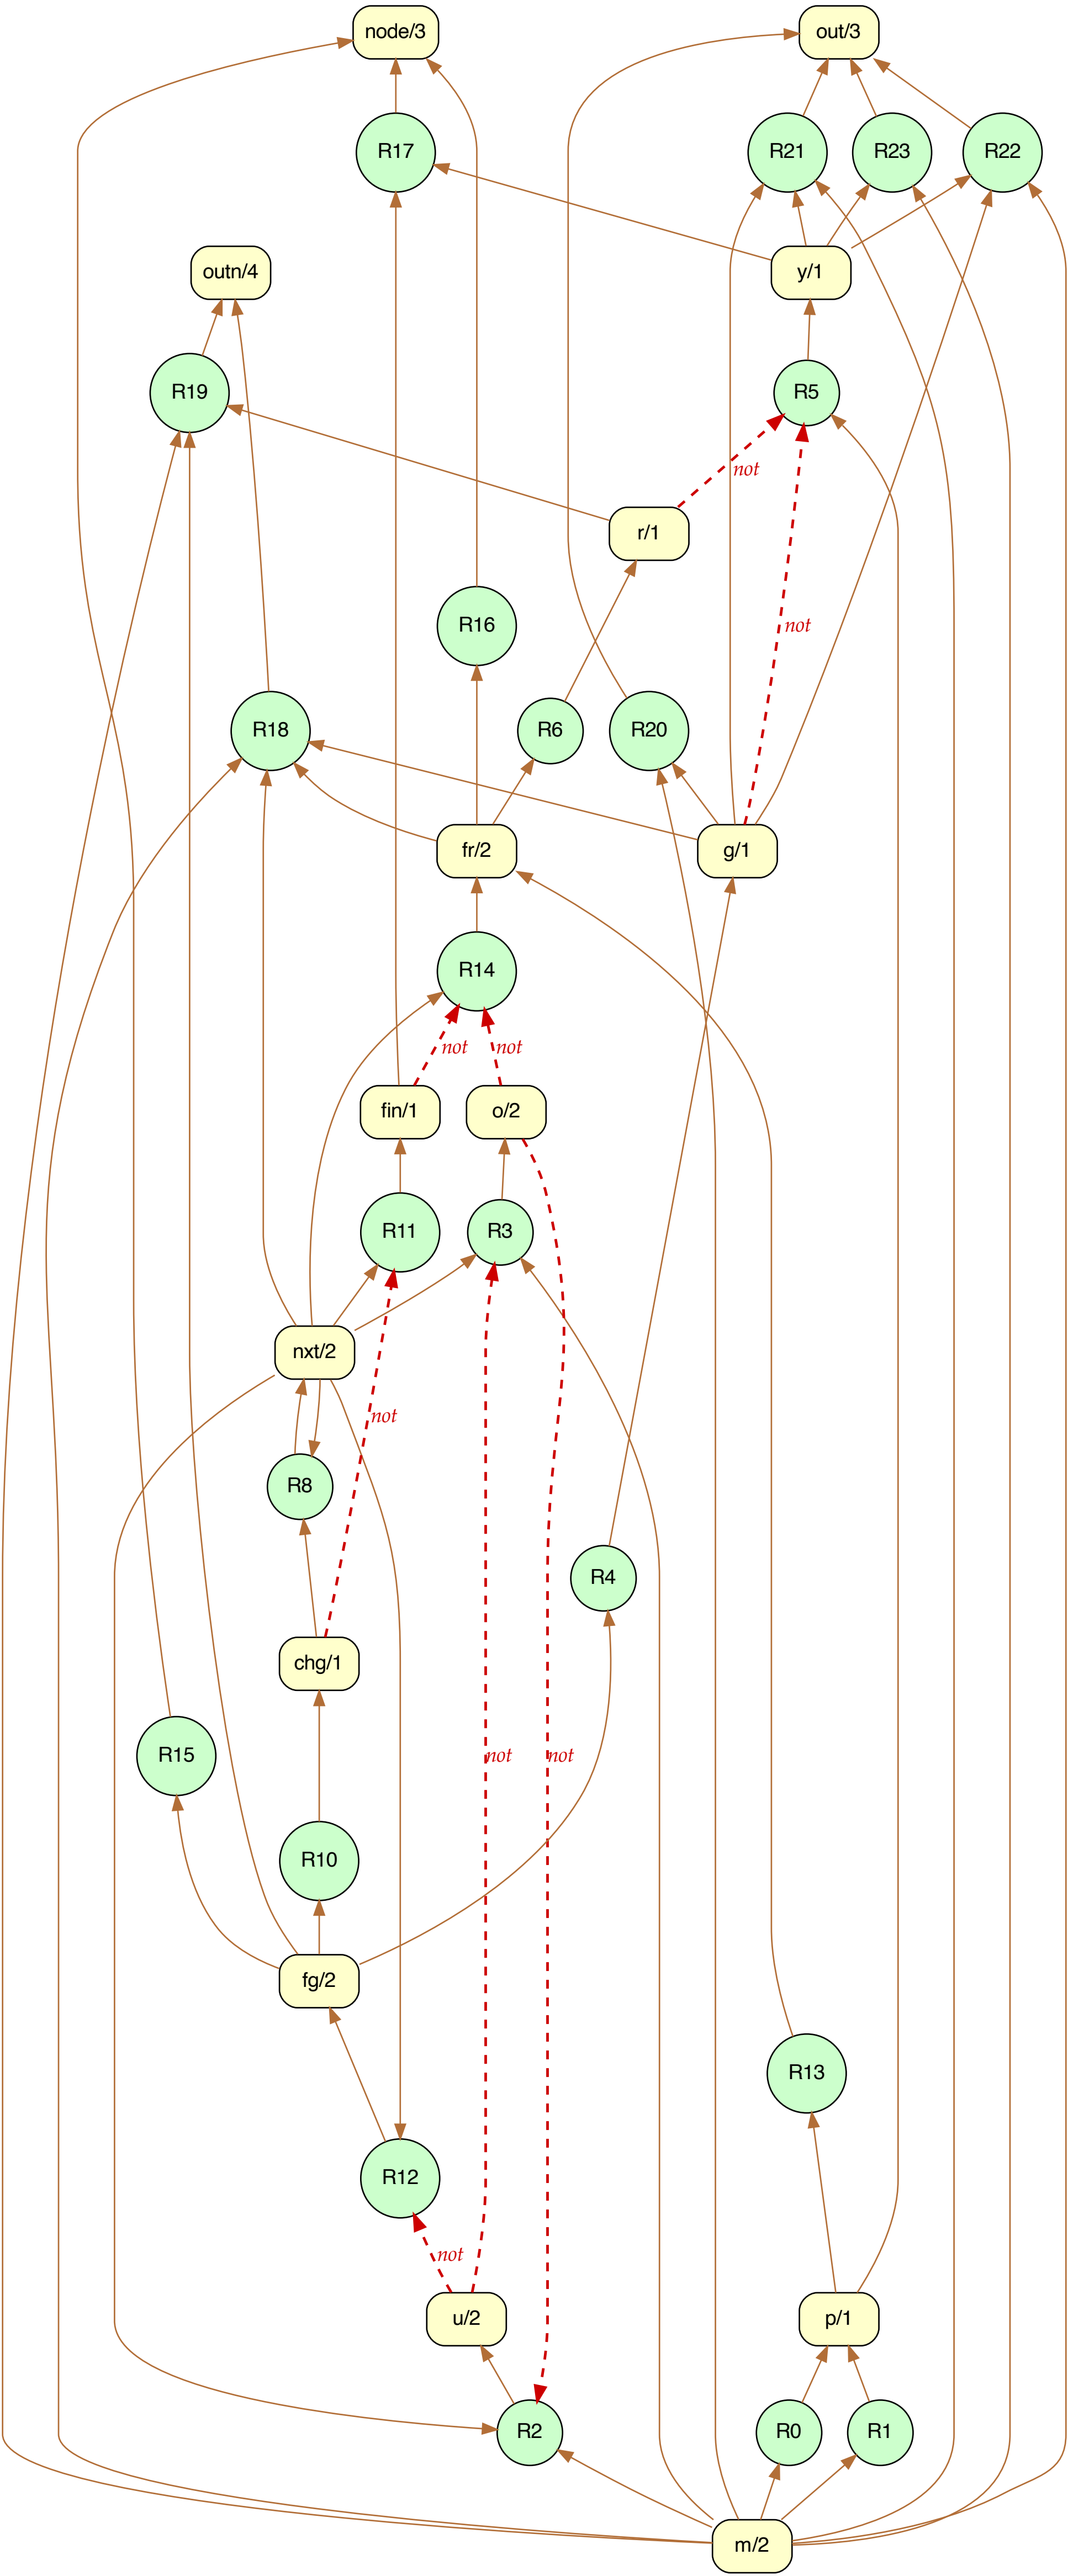 node/3
out/3
R17
R21
R23
R22
outn/4
y/1
R19
R5
not
r/1
R16
not
R18
R6
R20
fr/2
g/1
R14
not
not
fin/1
o/2
R11
R3
nxt/2
not
R8
R4
chg/1
R15
not
not
R10
fg/2
R13
R12
not
u/2
p/1
R2
R0
R1
m/2